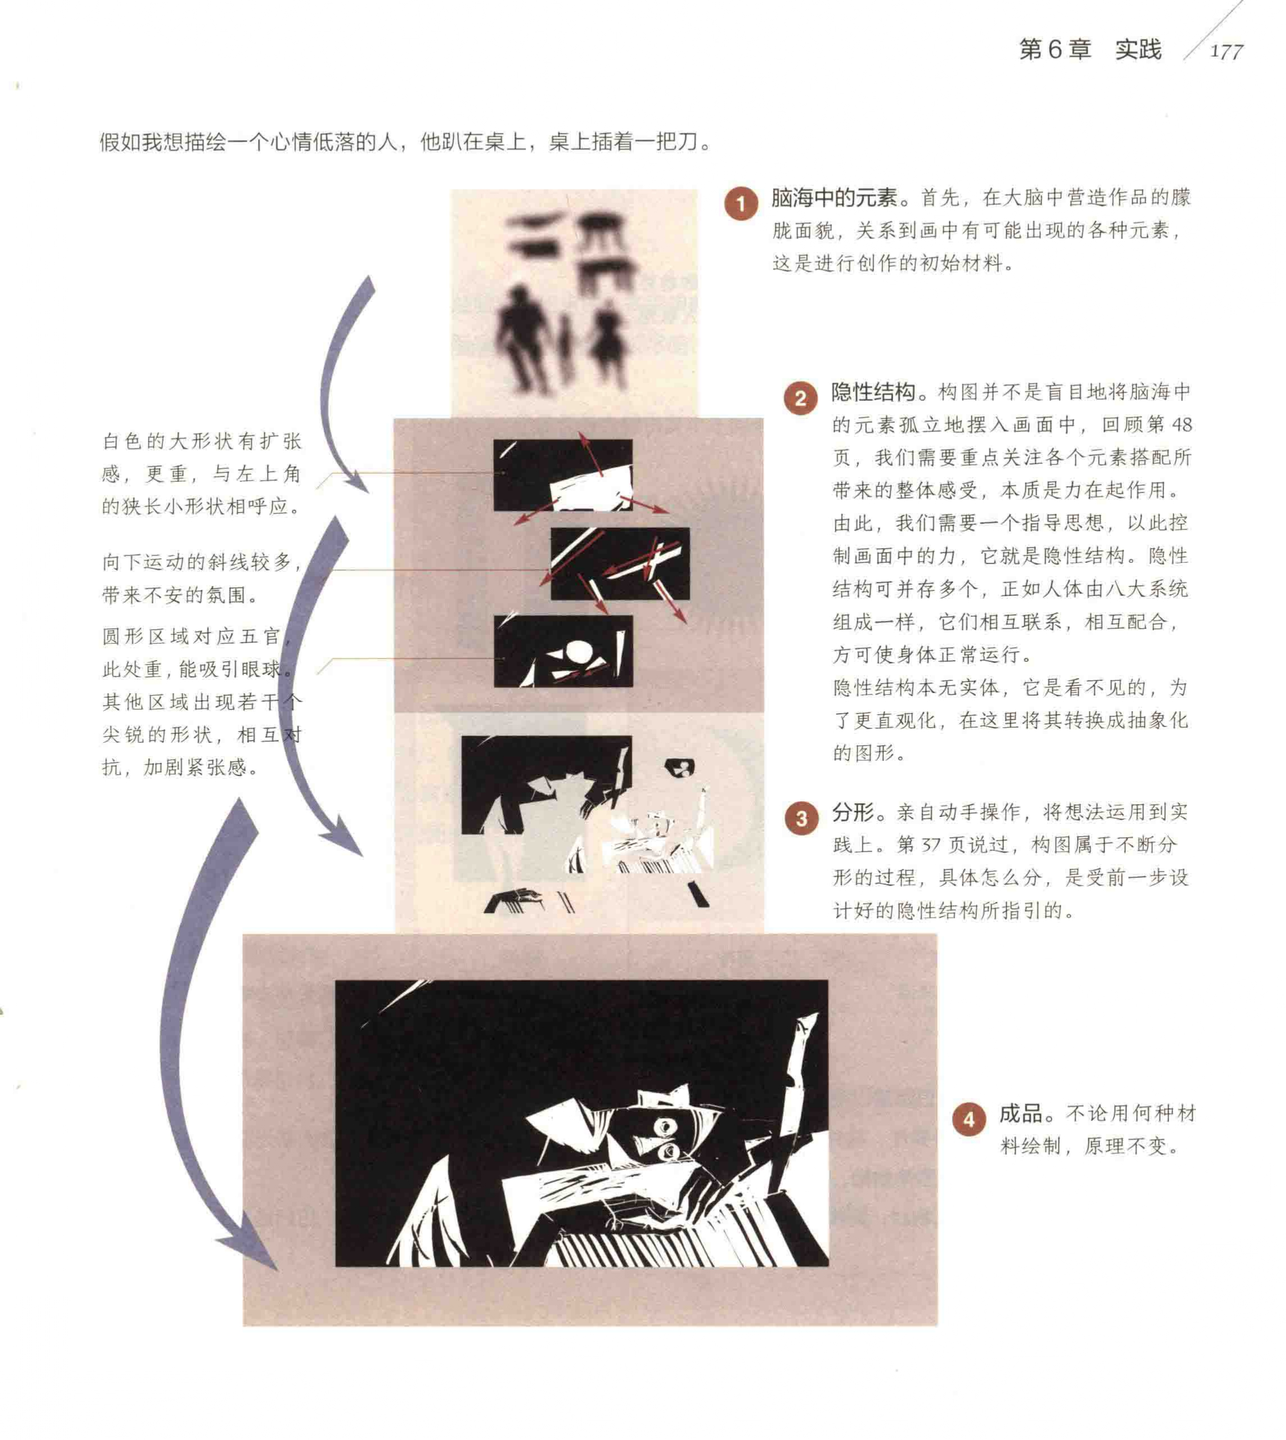 第6章 实践 177
假如我想描绘一个心情低落的人，他趴在桌上，桌上插着一把刀。
1 脑海中的元素。首先，在大脑中营造作品的朦
胧面貌，关系到画中有可能出现的各种元素，
这是进行创作的初始材料。
2 隐性结构。构图并不是盲目地将脑海中
的元素孤立地摆入画面中，回顾第 48
页，我们需要重点关注各个元素搭配所
带来的整体感受，本质是力在起作用。
由此，我们需要一个指导思想，以此控
制画面中的力，它就是隐性结构。隐性
结构可并存多个，正如人体由八大系统
组成一样，它们相互联系，相互配合，
方可使身体正常运行。
隐性结构本无实体，它是看不见的，为
了更直观化，在这里将其转换成抽象化
的图形。
白色的大形状有扩张
感，更重，与左上角
的狭长小形状相呼应。
向下运动的斜线较多，
带来不安的氛围。
圆形区域对应五官，
此处重，能吸引眼球。
其他区域出现若干个
尖锐的形状，相互对
抗，加剧紧张感。
3 分形。亲自动手操作，将想法运用到实
践上。第 37 页说过，构图属于不断分
形的过程，具体怎么分，是受前一步设
计好的隐性结构所指引的。
4 成品。不论用何种材
料绘制，原理不变。